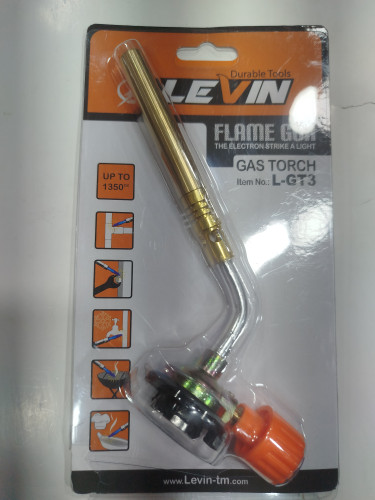 Durable Tools
LEVIN
FLAME GUN
THE ELECTRON STRIKE A LIGHT
GAS TORCH
Item No.: L-GT3
UP TO
1350°C
www.Levin-tm.com